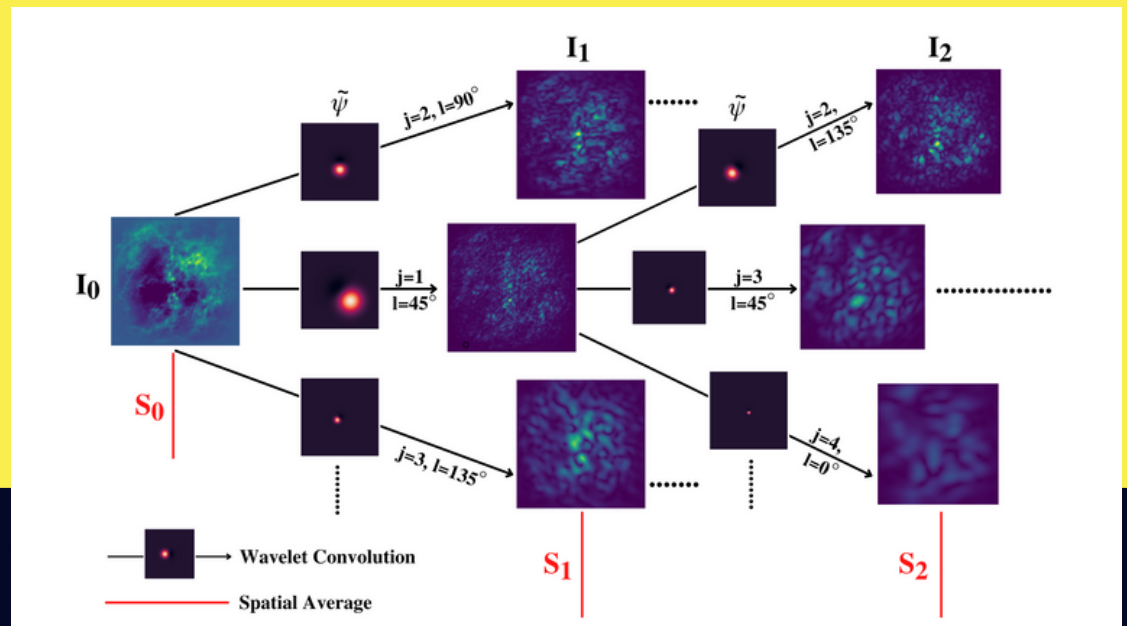 I1
I2
ψ̃
j=2, l=90°
ψ̃
j=2,
l=135°
I0
j=1
l=45°
j=3
l=45°
S0
j=3, l=135°
j=4,
l=0°
S1
S2
Wavelet Convolution
Spatial Average